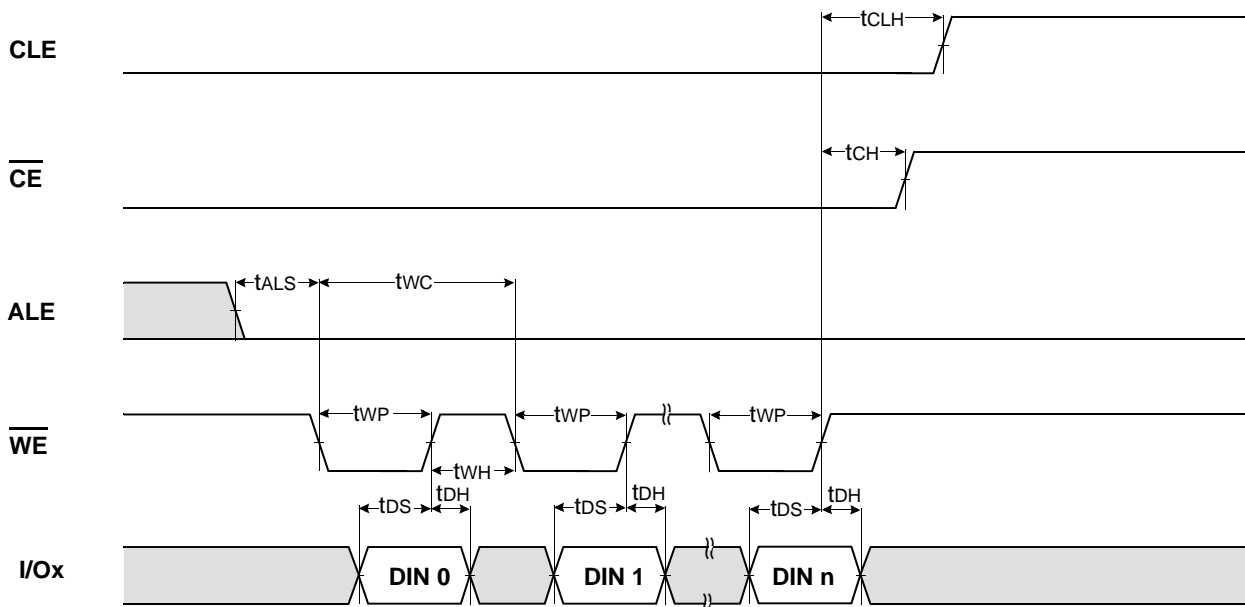 CLE
tCLH
CE
tCH
ALE
tALS
tWC
WE
tWP
tWP
tWP
tWH
I/Ox
tDS
tDH
tDS
tDH
tDS
tDH
DIN 0
DIN 1
DIN n